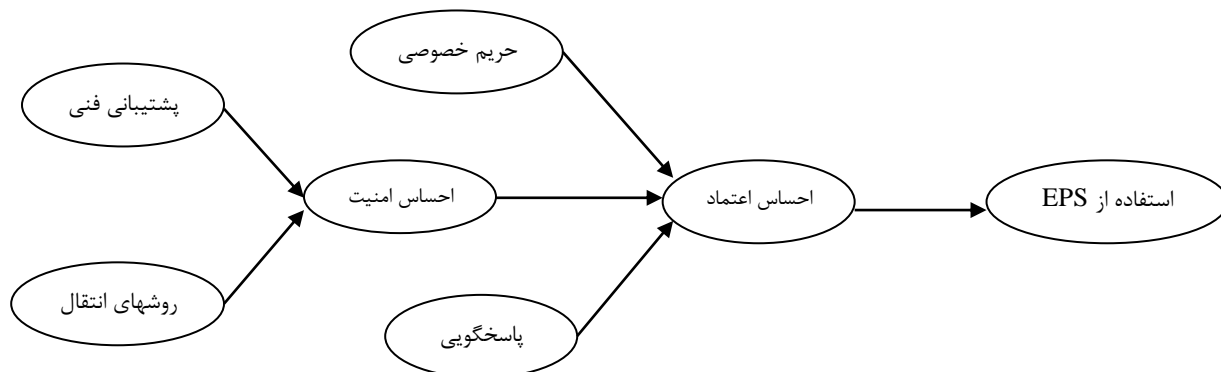 حریم خصوصی
پشتیبانی فنی
احساس امنیت
احساس اعتماد
استفاده از EPS
روشهای انتقال
پاسخگویی